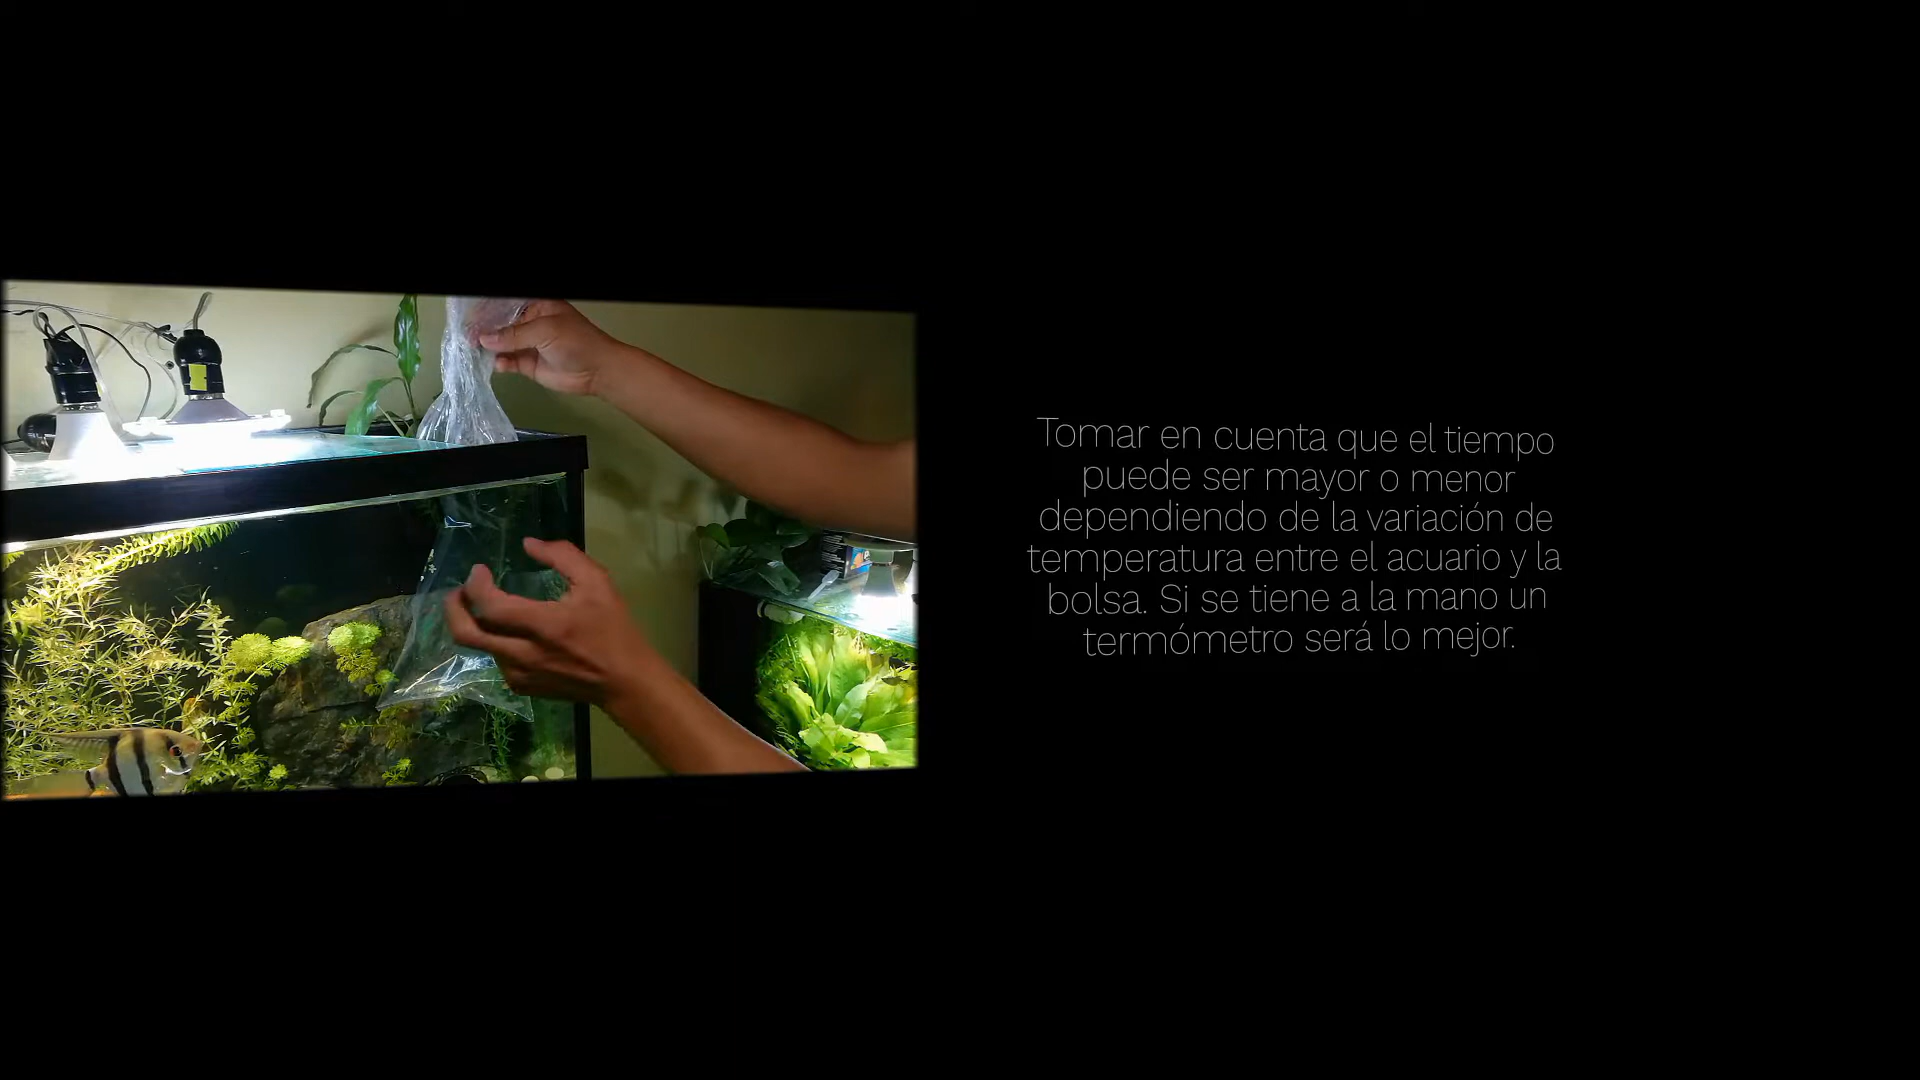 Tomar en cuenta que el tiempo
puede ser mayor o menor
dependiendo de la variación de
temperatura entre el acuario y la
bolsa. Si se tiene a la mano un
termómetro será lo mejor.